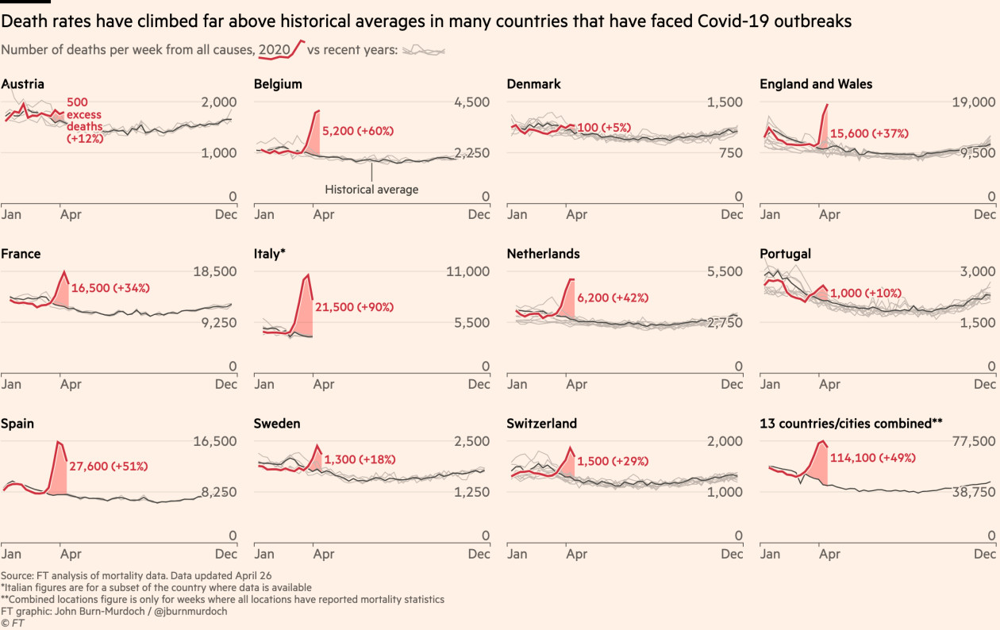 Death rates have climbed far above historical averages in many countries that have faced Covid-19 outbreaks
Number of deaths per week from all causes, 2020 vs recent years:
Austria
2,000
500
excess
deaths
(+12%)
1,000
0
Jan Apr Dec
Belgium
4,500
5,200 (+60%)
2,250
Historical average
0
Jan Apr Dec
Denmark
1,500
100 (+5%)
750
0
Jan Apr Dec
England and Wales
19,000
15,600 (+37%)
9,500
0
Jan Apr Dec
France
18,500
16,500 (+34%)
9,250
0
Jan Apr Dec
Italy*
11,000
21,500 (+90%)
5,500
0
Jan Apr Dec
Netherlands
5,500
6,200 (+42%)
2,750
0
Jan Apr Dec
Portugal
3,000
1,000 (+10%)
1,500
0
Jan Apr Dec
Spain
16,500
27,600 (+51%)
8,250
0
Jan Apr Dec
Sweden
2,500
1,300 (+18%)
1,250
0
Jan Apr Dec
Switzerland
2,000
1,500 (+29%)
1,000
0
Jan Apr Dec
13 countries/cities combined**
77,500
114,100 (+49%)
38,750
0
Jan Apr Dec
Source: FT analysis of mortality data. Data updated April 26
*Italian figures are for a subset of the country where data is available
**Combined locations figure is only for weeks where all locations have reported mortality statistics
FT graphic: John Burn-Murdoch / @jburnmurdoch
© FT